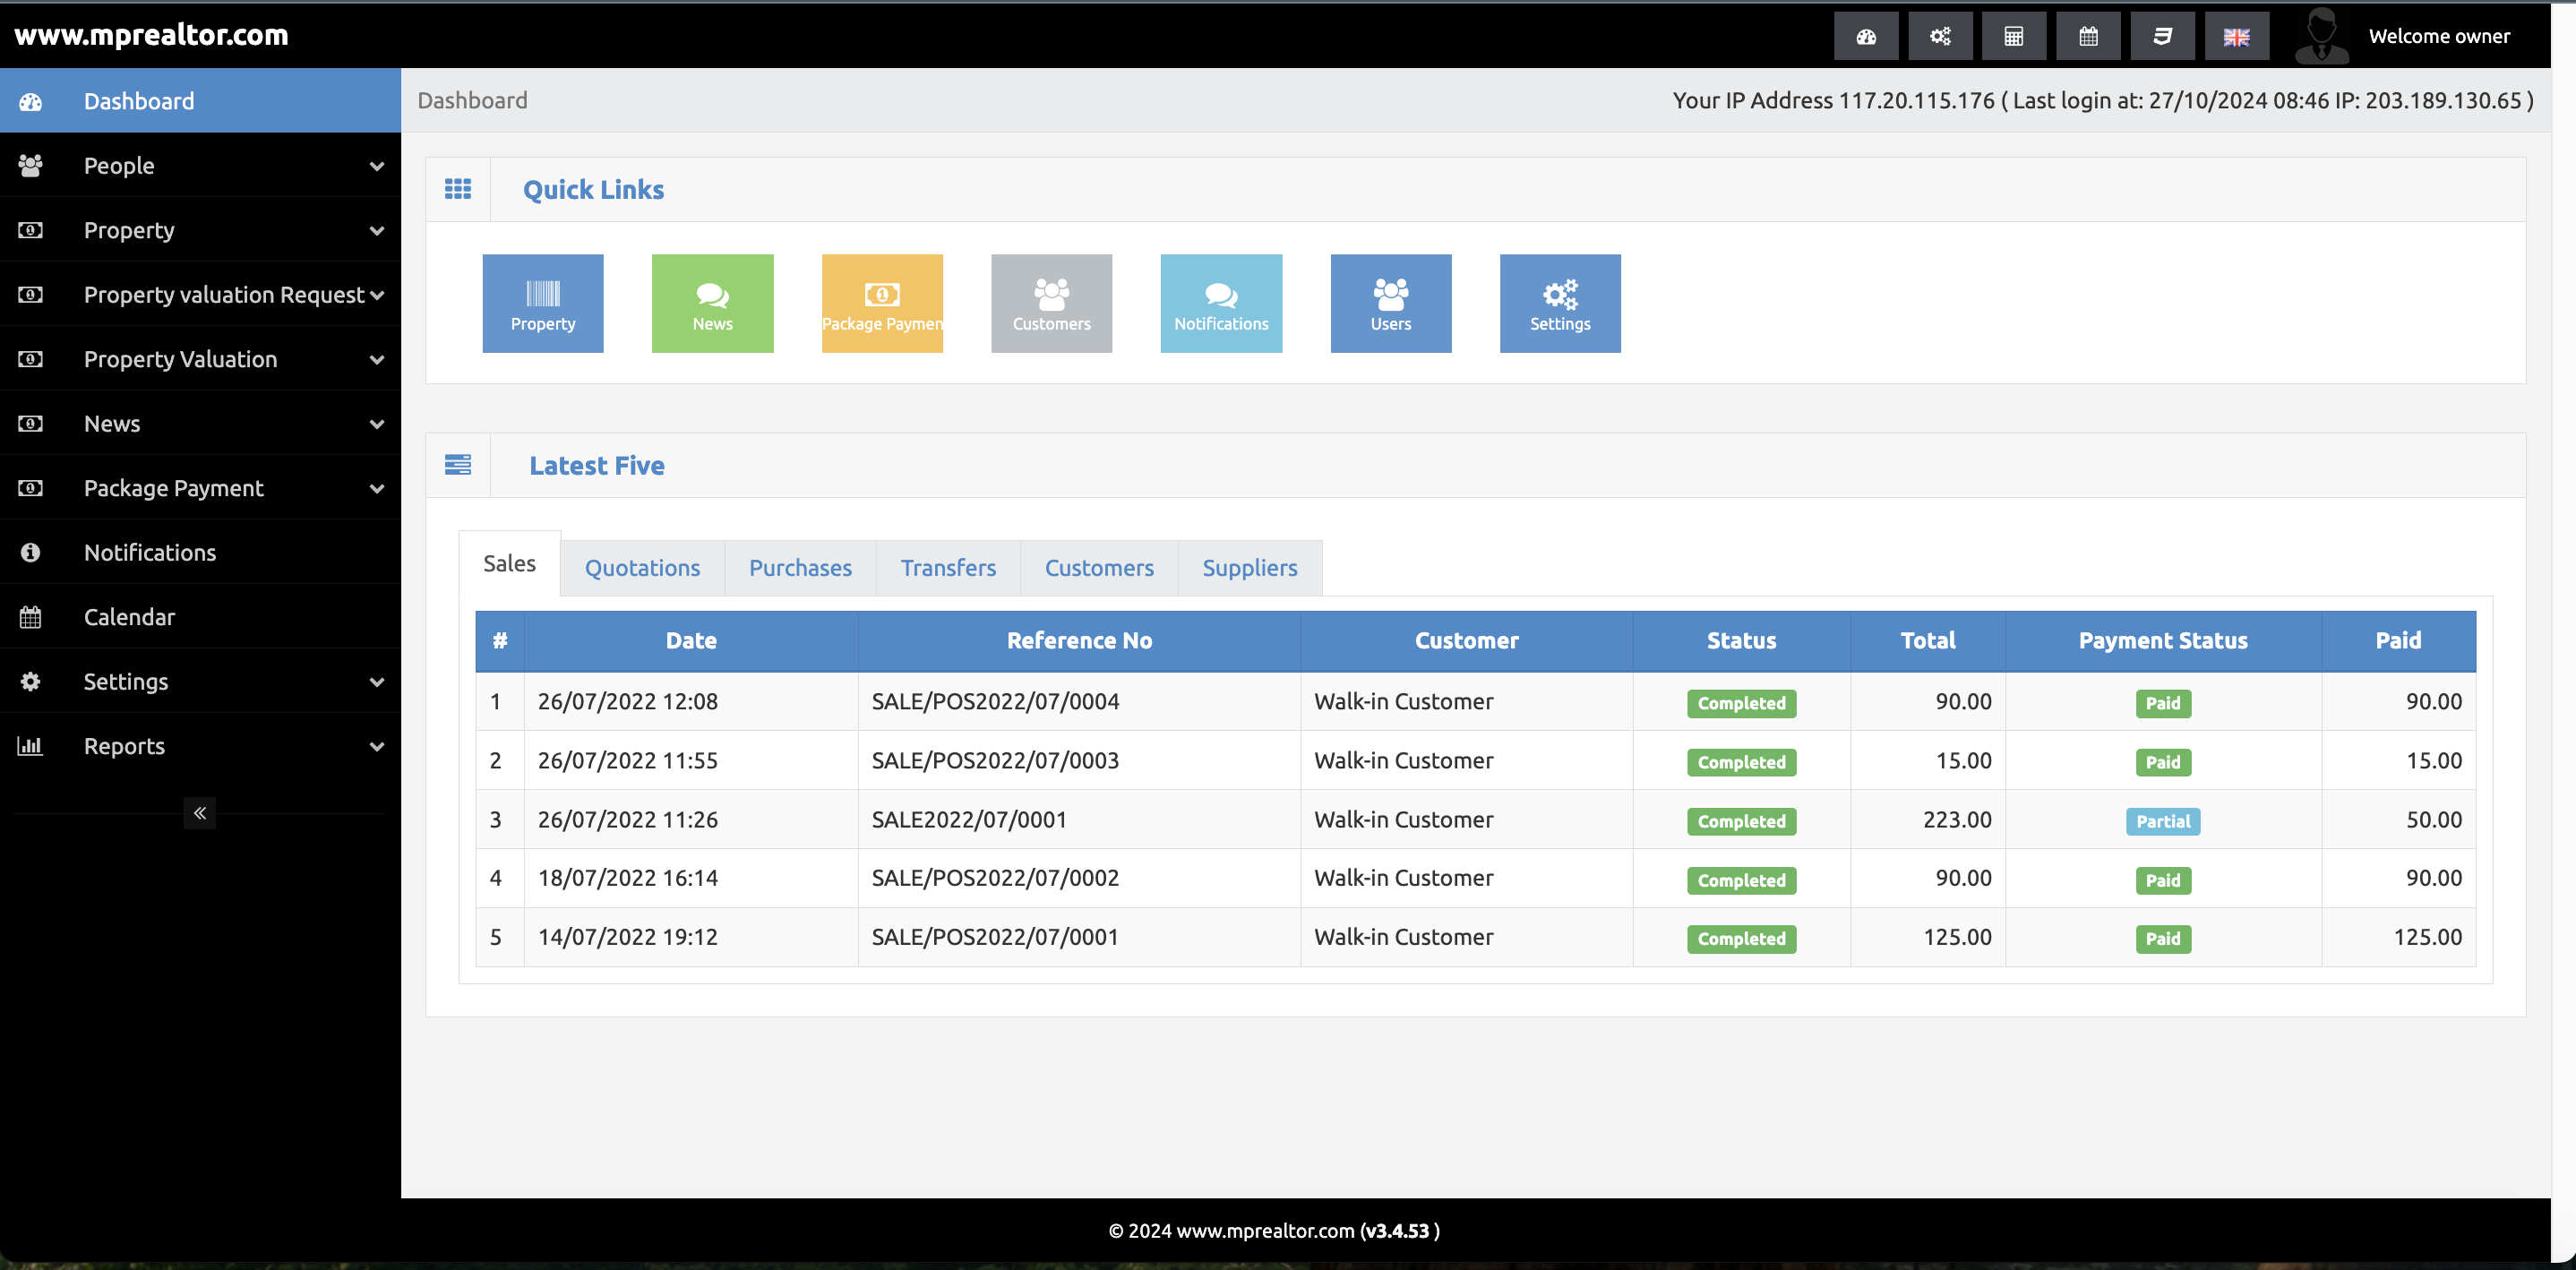 www.mprealtor.com
Welcome owner
Dashboard
People
Property
Property valuation Request
Property Valuation
News
Package Payment
Notifications
Calendar
Settings
Reports
Dashboard
Your IP Address 117.20.115.176 ( Last login at: 27/10/2024 08:46 IP: 203.189.130.65 )
Quick Links
Property News Package Paymen Customers Notifications Users Settings
Latest Five
Sales Quotations Purchases Transfers Customers Suppliers
# Date Reference No Customer Status Total Payment Status Paid
1 26/07/2022 12:08 SALE/POS2022/07/0004 Walk-in Customer Completed 90.00 Paid 90.00
2 26/07/2022 11:55 SALE/POS2022/07/0003 Walk-in Customer Completed 15.00 Paid 15.00
3 26/07/2022 11:26 SALE2022/07/0001 Walk-in Customer Completed 223.00 Partial 50.00
4 18/07/2022 16:14 SALE/POS2022/07/0002 Walk-in Customer Completed 90.00 Paid 90.00
5 14/07/2022 19:12 SALE/POS2022/07/0001 Walk-in Customer Completed 125.00 Paid 125.00
© 2024 www.mprealtor.com (v3.4.53 )